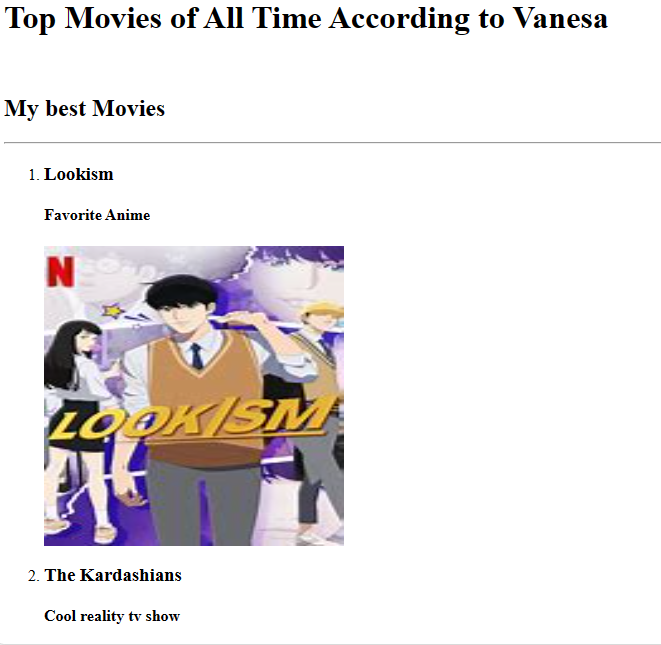 Top Movies of All Time According to Vanesa
My best Movies
1. Lookism
Favorite Anime
N
LOOKISM
2. The Kardashians
Cool reality tv show